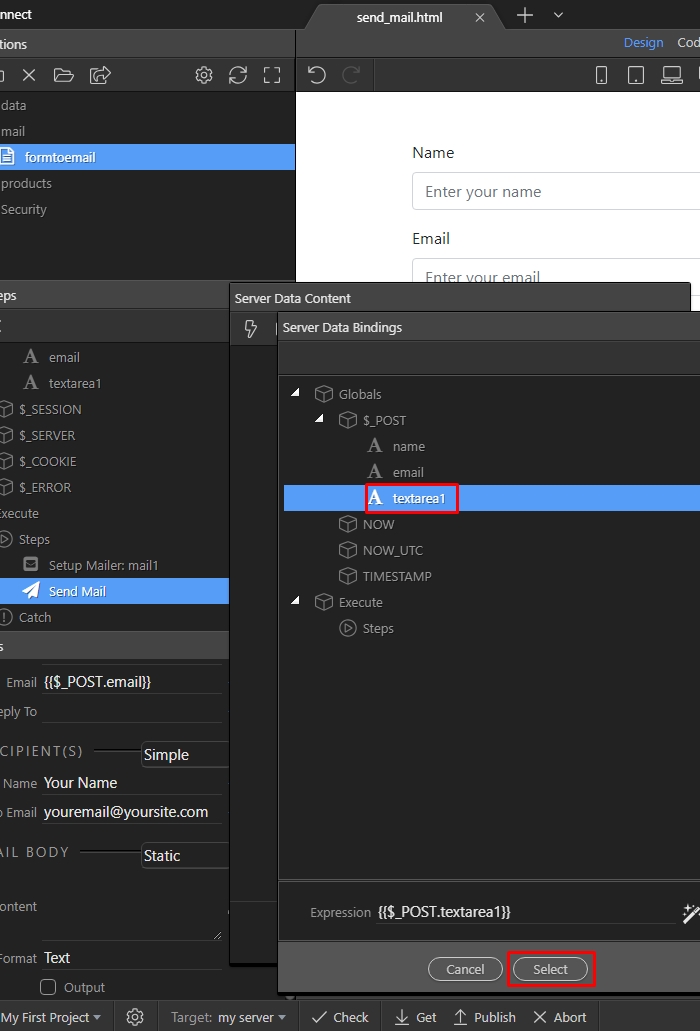 nnect
send_mail.html
tions
Design
Cod
data
mail
formtoemail
products
Security
Name
Enter your name
Email
Enter your email
eps
Server Data Content
Server Data Bindings
email
textarea1
$_SESSION
$_SERVER
$_COOKIE
$_ERROR
xecute
Steps
Setup Mailer: mail1
Send Mail
Catch
Globals
$_POST
name
email
textarea1
NOW
NOW_UTC
TIMESTAMP
Execute
Steps
s
Email {{$_POST.email}}
eply To
CIPIENT(S) Simple
Name Your Name
o Email youremail@yoursite.com
AIL BODY Static
ontent
Format Text
Output
Expression {{$_POST.textarea1}}
Cancel Select
My First Project Target: my server Check Get Publish Abort